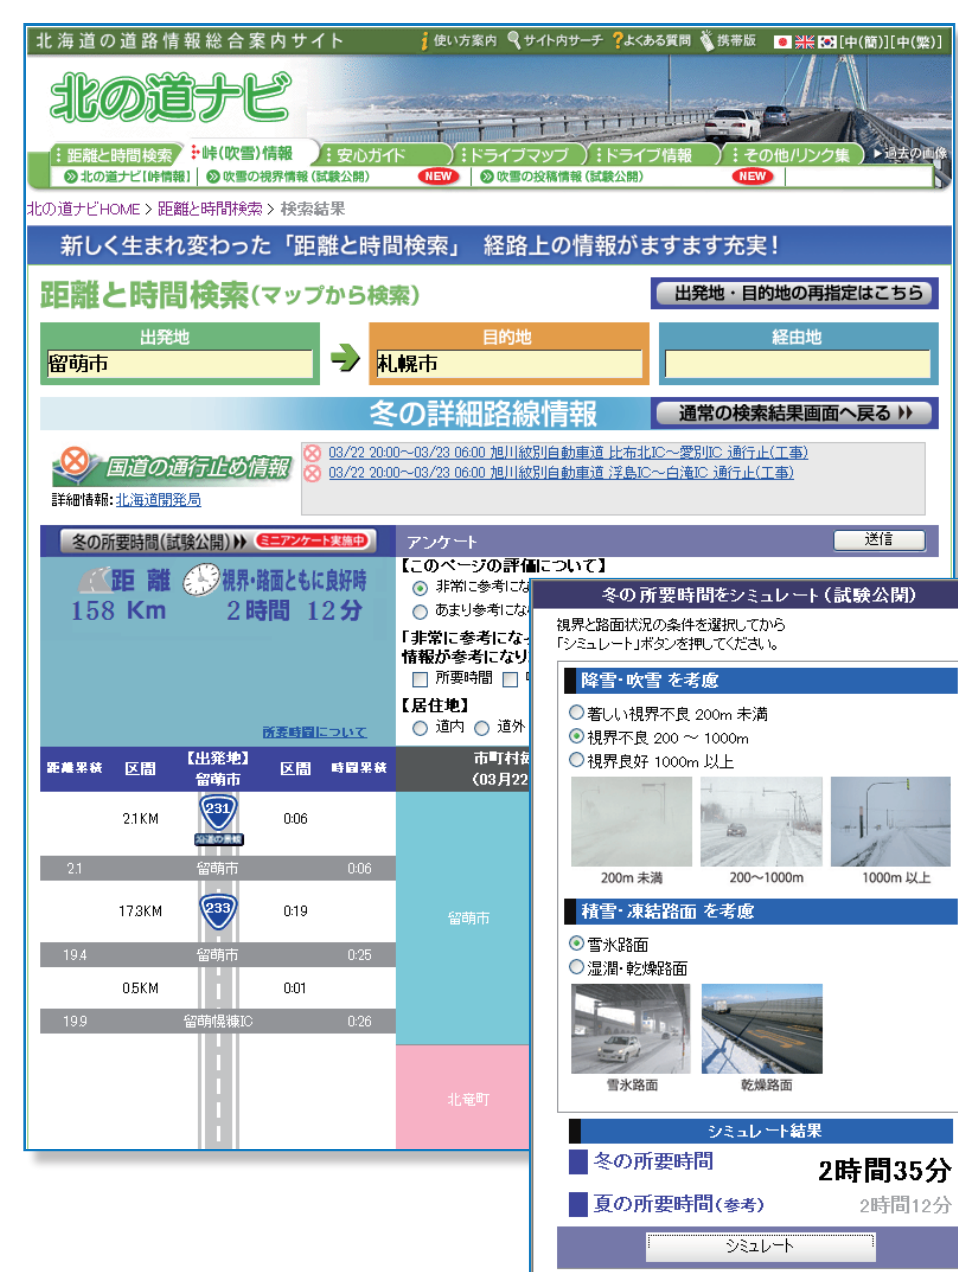 北海道の道路情報総合案内サイト
使い方案内 サイト内サーチ ?よくある質問 携帯版 [中(簡)][中(繁)]
北の道ナビ
距離と時間検索 峠(吹雪)情報 安心ガイド ドライブマップ ドライブ情報 その他/リンク集 ▶過去の画像
北の道ナビ【峠情報】 吹雪の視界情報(試験公開) NEW 吹雪の投稿情報(試験公開) NEW
北の道ナビHOME > 距離と時間検索 > 検索結果
新しく生まれ変わった「距離と時間検索」 経路上の情報がますます充実!
距離と時間検索(マップから検索)
出発地・目的地の再指定はこちら
出発地
留萌市
目的地
札幌市
経由地
冬の詳細路線情報
通常の検索結果画面へ戻る
国道の通行止め情報
詳細情報:北海道開発局
03/22 20:00~03/23 06:00 旭川紋別自動車道 比布北IC~愛別IC 通行止(工事)
03/22 20:00~03/23 06:00 旭川紋別自動車道 浮島IC~白滝IC 通行止(工事)
冬の所要時間(試験公開) ミニアンケート実施中
距離 視界・路面ともに良好時
158 Km 2時間 12分
所要時間について
アンケート
送信
【このページの評価について】
非常に参考にな
あまり参考にな
「非常に参考にな
情報が参考になり
所要時間
【居住地】
道内 道外
距離累積 区間 【出発地】 区間 時間累積
留萌市
市町村毎
(03月22
2.1KM 231 0:06
沿道の景観
2.1 留萌市 0:06
17.3KM 233 0:19
留萌市
19.4 留萌市 0:25
0.5KM 0:01
19.9 留萌幌糠IC 0:26
北竜町
冬の所要時間をシミュレート(試験公開)
視界と路面状況の条件を選択してから
「シミュレート」ボタンを押してください。
降雪・吹雪 を考慮
著しい視界不良 200m 未満
視界不良 200 ~ 1000m
視界良好 1000m 以上
200m 未満 200~1000m 1000m 以上
積雪・凍結路面 を考慮
雪氷路面
湿潤・乾燥路面
雪氷路面 乾燥路面
シミュレート結果
冬の所要時間 2時間35分
夏の所要時間(参考) 2時間12分
シミュレート